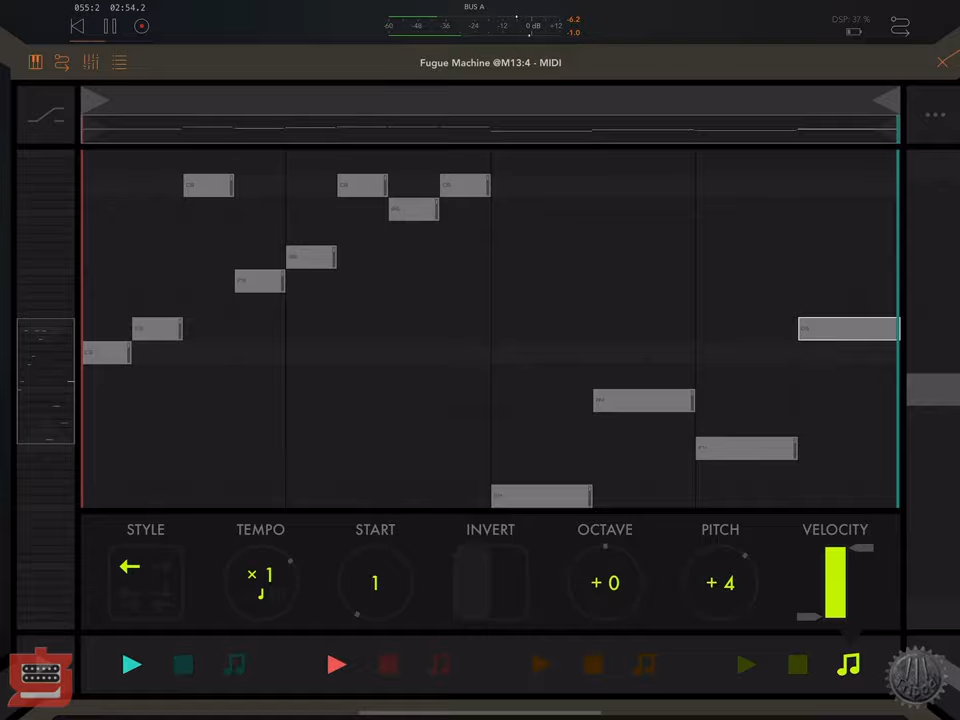 BUS A
055:2 02:54.2
-60 -48 -36 -24 -12 0 dB +12
-6.2
-1.0
DSP: 37 %
Fugue Machine @M13:4 - MIDI
STYLE TEMPO START INVERT OCTAVE PITCH VELOCITY
× 1 1 + 0 + 4